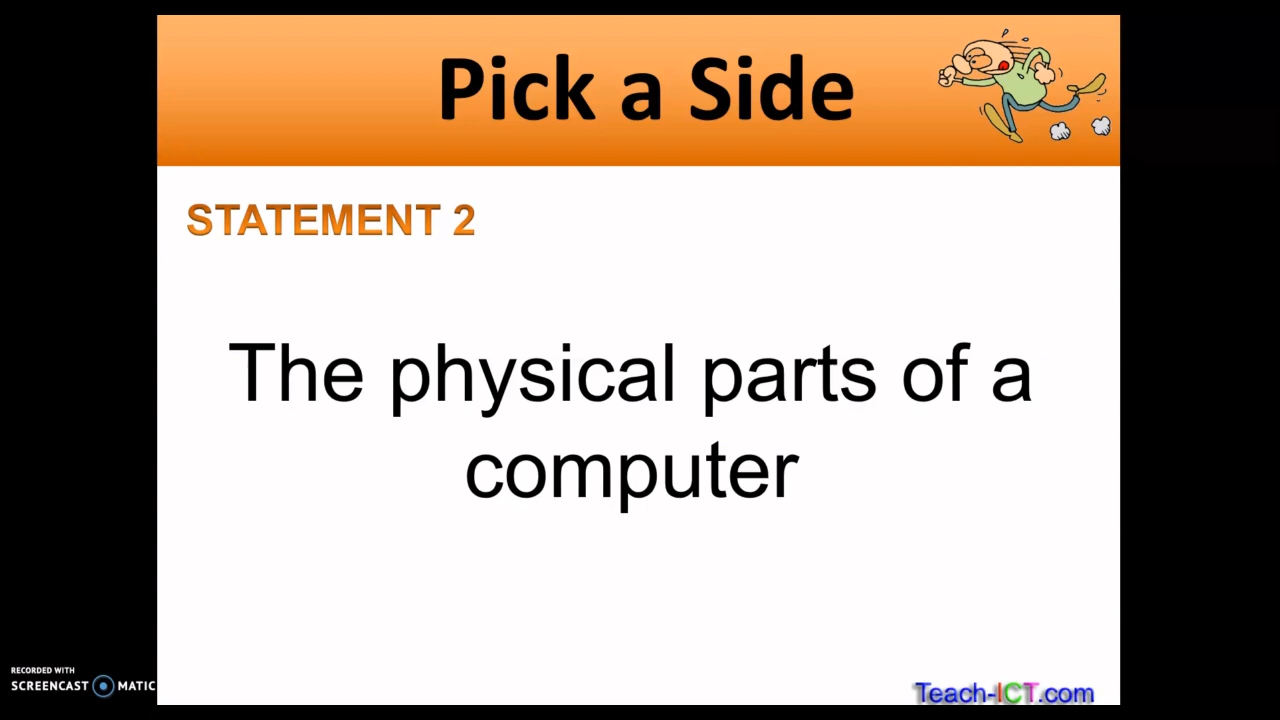 Pick a Side
STATEMENT 2
The physical parts of a
computer
RECORDED WITH
SCREENCAST MATIC
Teach-ICT.com